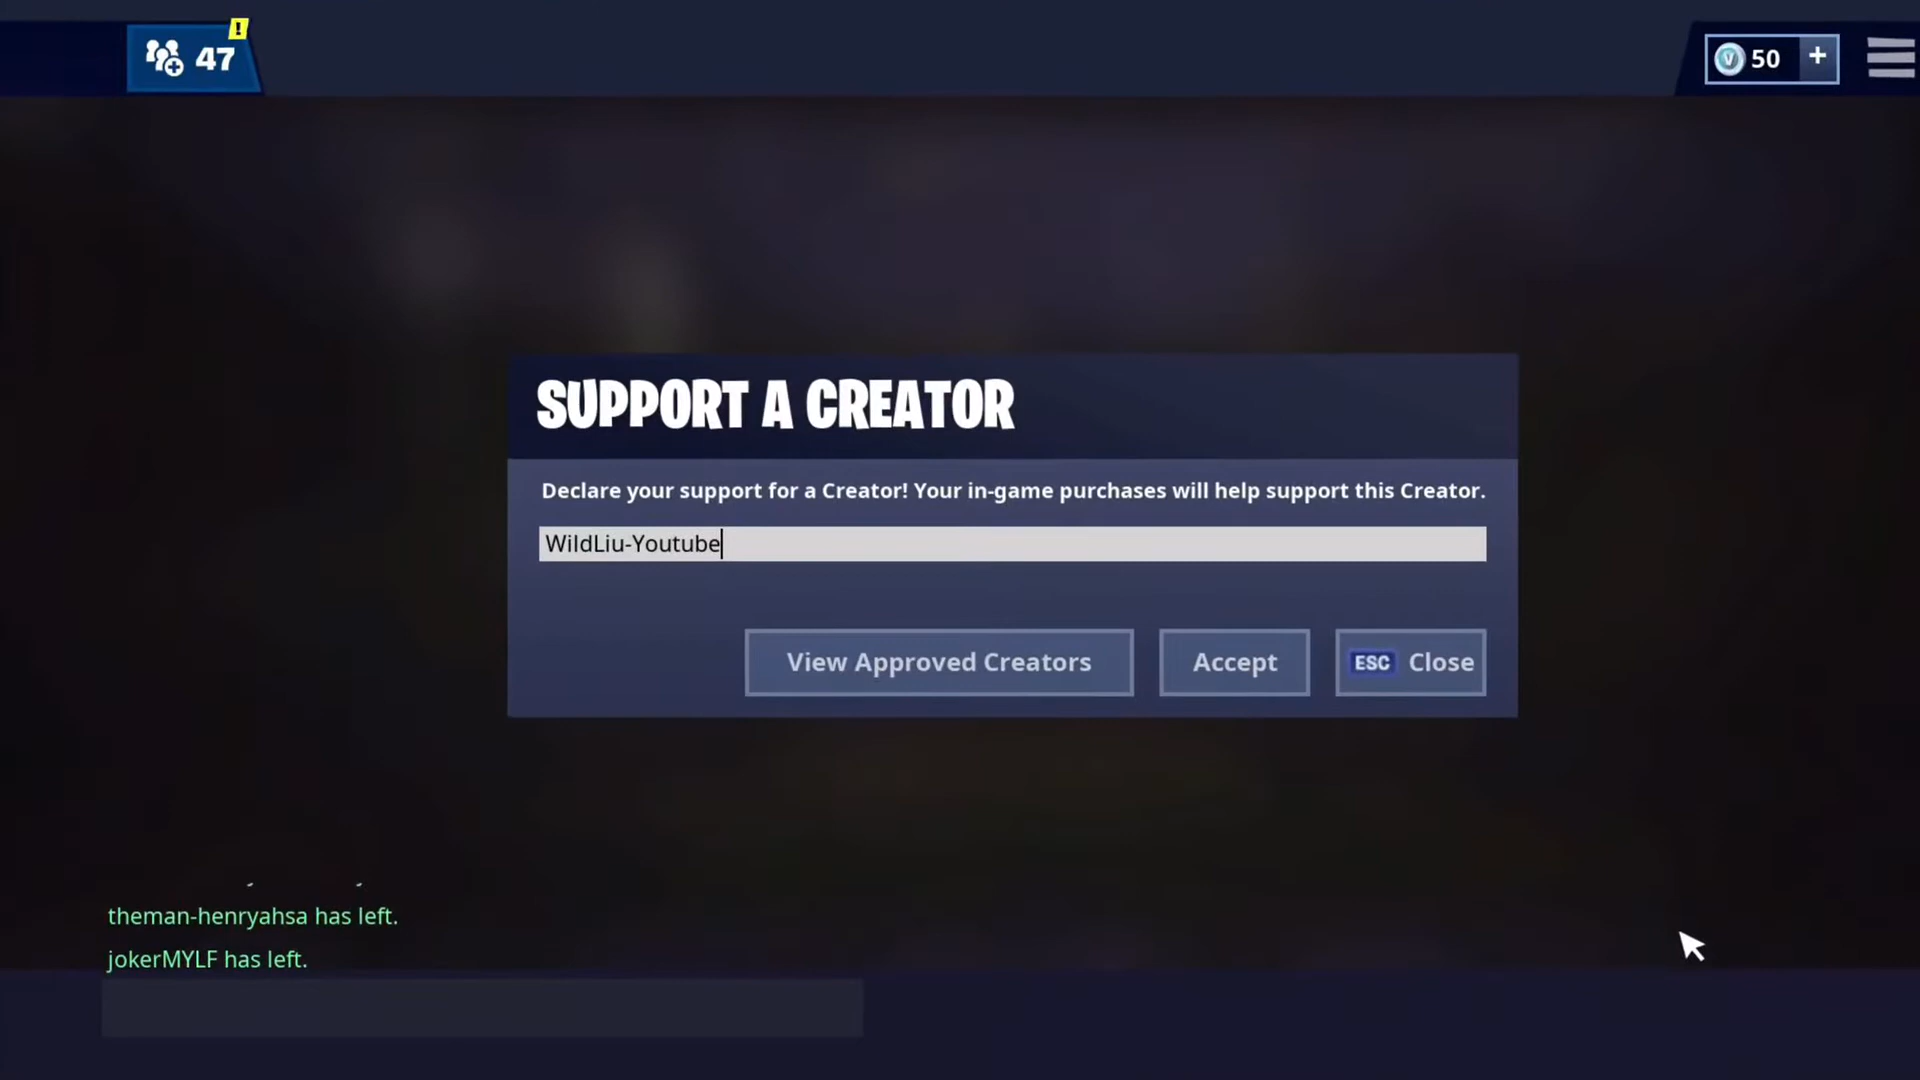 !
47
V 50 +
SUPPORT A CREATOR
Declare your support for a Creator! Your in-game purchases will help support this Creator.
WildLiu-Youtube
View Approved Creators
Accept
ESC Close
theman-henryahsa has left.
jokerMYLF has left.